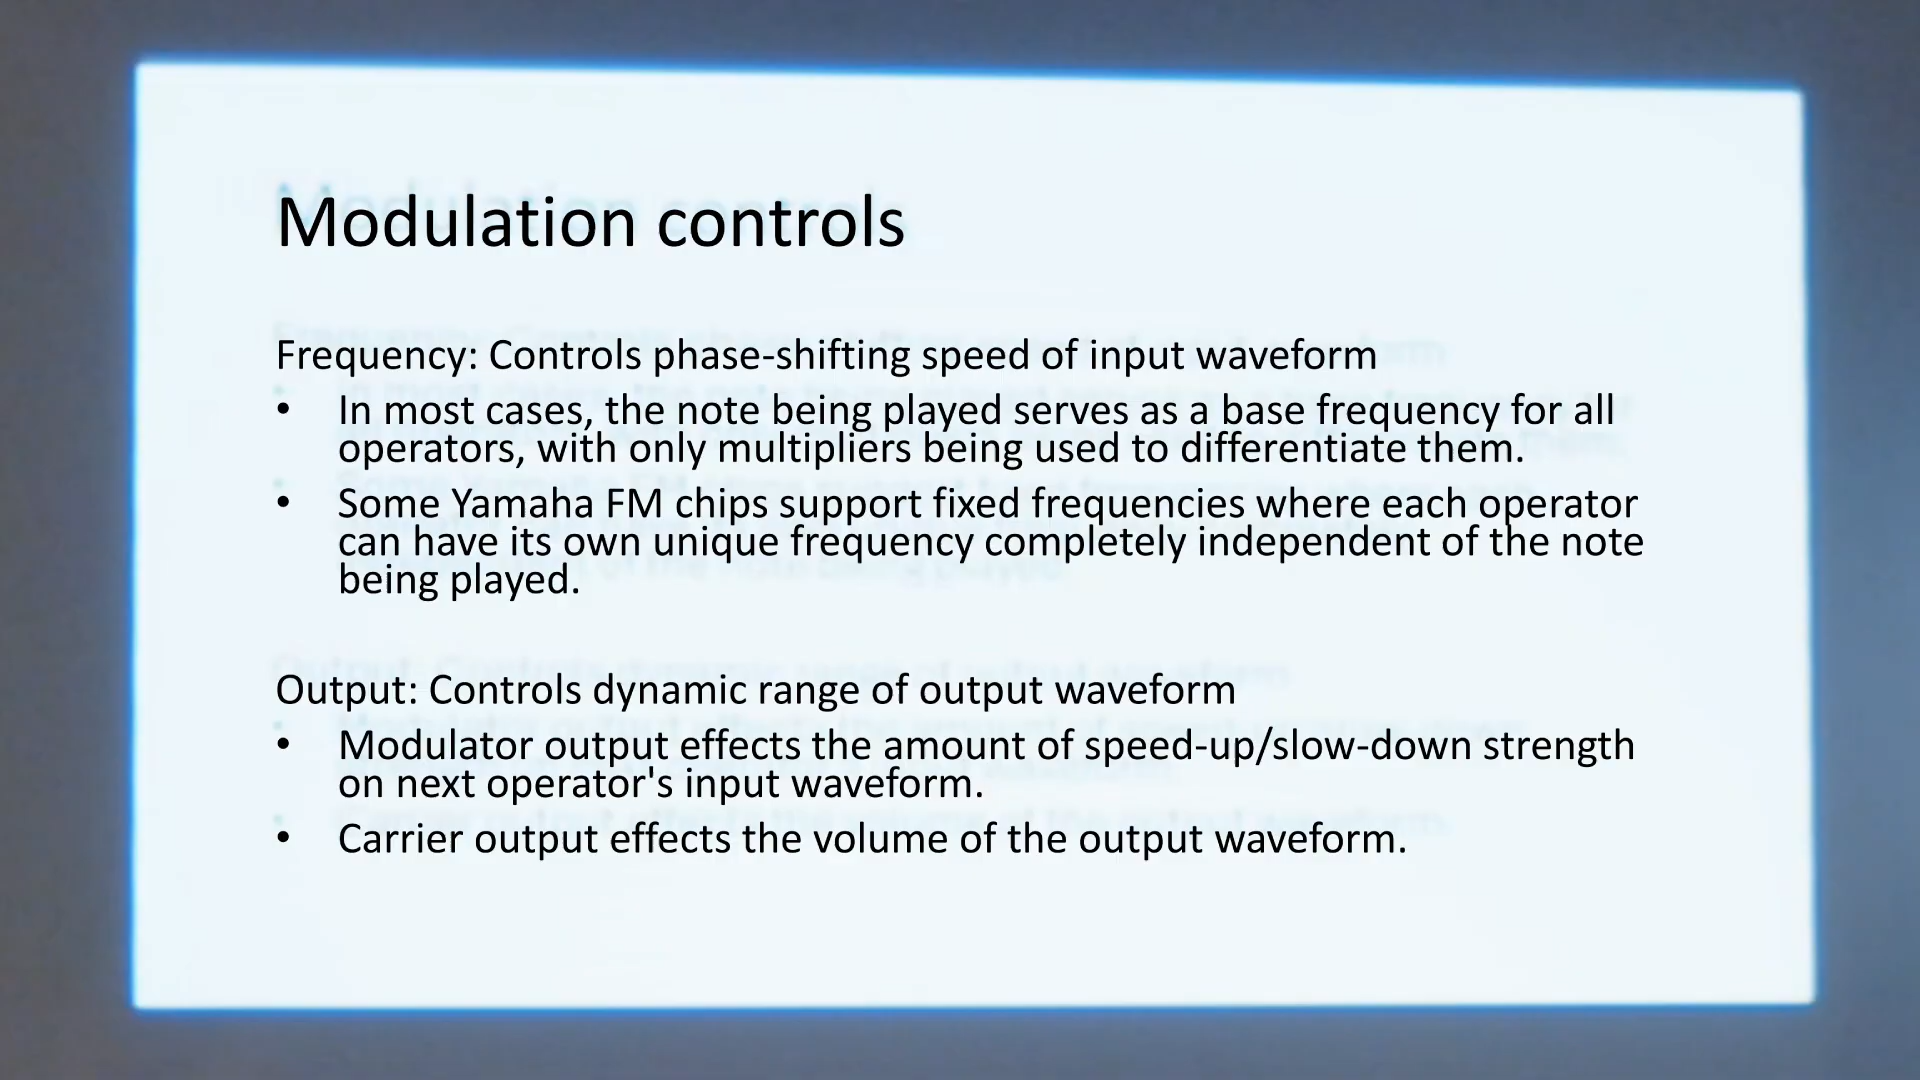 Modulation controls
Frequency: Controls phase-shifting speed of input waveform
• In most cases, the note being played serves as a base frequency for all
operators, with only multipliers being used to differentiate them.
• Some Yamaha FM chips support fixed frequencies where each operator
can have its own unique frequency completely independent of the note
being played.
Output: Controls dynamic range of output waveform
• Modulator output effects the amount of speed-up/slow-down strength
on next operator's input waveform.
• Carrier output effects the volume of the output waveform.